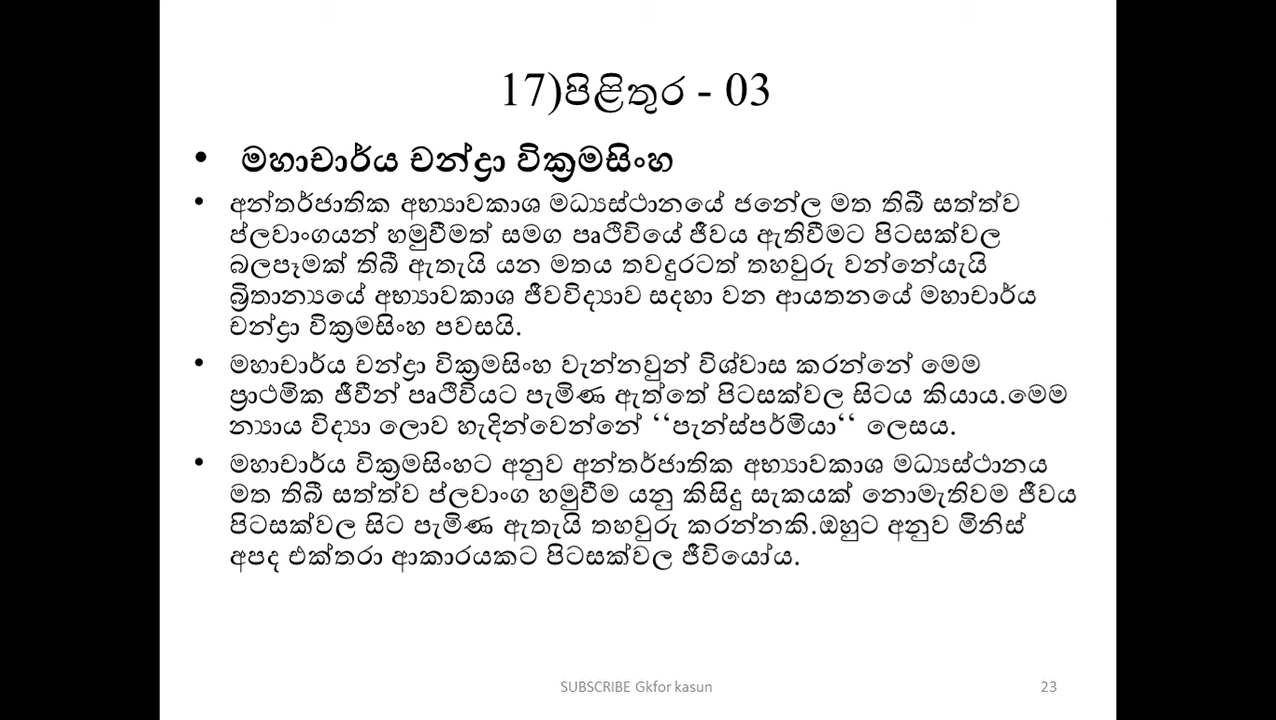 17)පිළිතුර - 03
• මහාචාර්ය චන්ද්‍රා වික්‍රමසිංහ
• අන්තර්ජාතික අභ්‍යාවකාශ මධ්‍යස්ථානයේ ජනේල මත තිබී සත්ත්ව
ප්ලවාංගයන් හමුවීමත් සමග පෘථිවියේ ජීවය ඇතිවීමට පිටසක්වල
බලපෑමක් තිබී ඇතැයි යන මතය තවදුරටත් තහවුරු වන්නේයැයි
බ්‍රිතාන්‍යයේ අභ්‍යාවකාශ ජීවවිද්‍යාව සදහා වන ආයතනයේ මහාචාර්ය
චන්ද්‍රා වික්‍රමසිංහ පවසයි.
• මහාචාර්ය චන්ද්‍රා වික්‍රමසිංහ වැන්නවුන් විශ්වාස කරන්නේ මෙම
ප්‍රාථමික ජීවීන් පෘථිවියට පැමිණ ඇත්තේ පිටසක්වල සිටය කියාය.මෙම
න්‍යාය විද්‍යා ලොව හැදින්වෙන්නේ ‘‘පැන්ස්පර්මියා‘‘ ලෙසය.
• මහාචාර්ය වික්‍රමසිංහට අනුව අන්තර්ජාතික අභ්‍යාවකාශ මධ්‍යස්ථානය
මත තිබී සත්ත්ව ප්ලවාංග හමුවීම යනු කිසිදු සැකයක් නොමැතිවම ජීවය
පිටසක්වල සිට පැමිණ ඇතැයි තහවුරු කරන්නකි.ඔහුට අනුව මිනිස්
අපද එක්තරා ආකාරයකට පිටසක්වල ජීවියෝය.
SUBSCRIBE Gkfor kasun
23